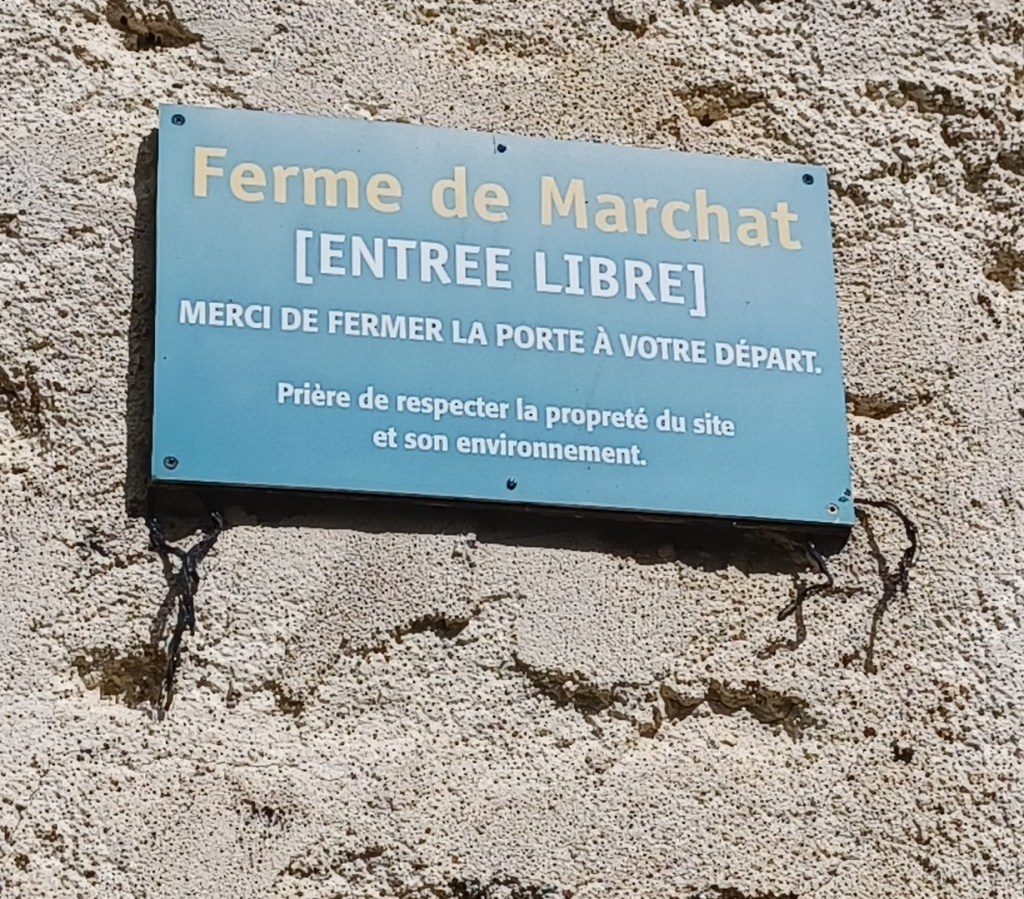 Ferme de Marchat
[ENTREE LIBRE]
MERCI DE FERMER LA PORTE À VOTRE DÉPART.
Prière de respecter la propreté du site
et son environnement.